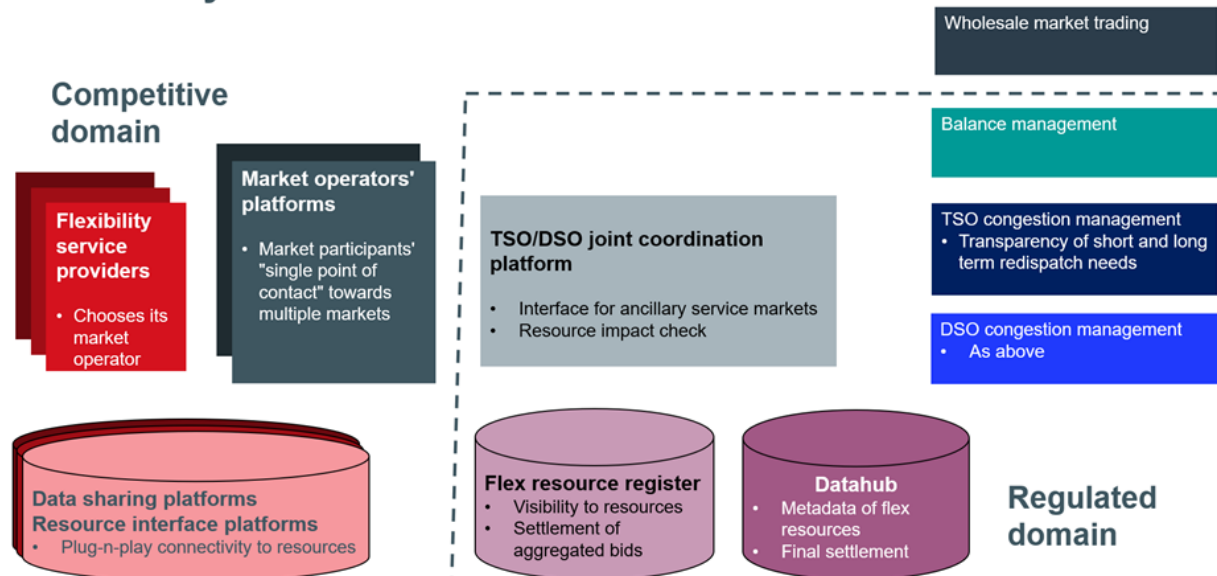 Wholesale market trading
Competitive
domain
Balance management
Flexibility
service
providers
• Chooses its
market
operator
Market operators'
platforms
• Market participants'
"single point of
contact" towards
multiple markets
TSO/DSO joint coordination
platform
• Interface for ancillary service markets
• Resource impact check
TSO congestion management
• Transparency of short and long
term redispatch needs
DSO congestion management
• As above
Data sharing platforms
Resource interface platforms
• Plug-n-play connectivity to resources
Flex resource register
• Visibility to resources
• Settlement of
aggregated bids
Datahub
• Metadata of flex
resources
• Final settlement
Regulated
domain